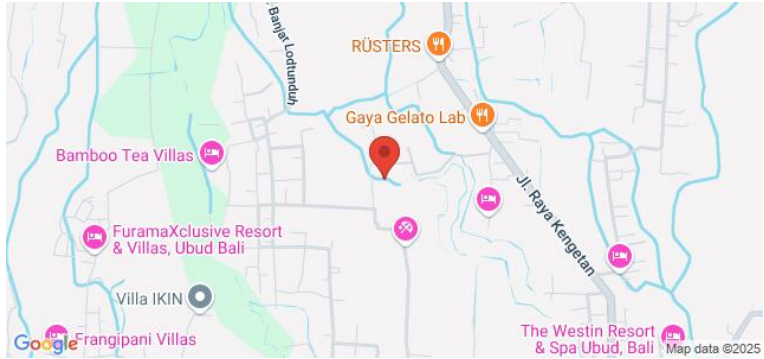 . Banjar Lodtunduh
RÜSTERS
Gaya Gelato Lab
Bamboo Tea Villas
Jl. Raya Kengetan
FuramaXclusive Resort
& Villas, Ubud Bali
Villa IKIN
Frangipani Villas
The Westin Resort
& Spa Ubud, Bali
Google
Map data ©2025